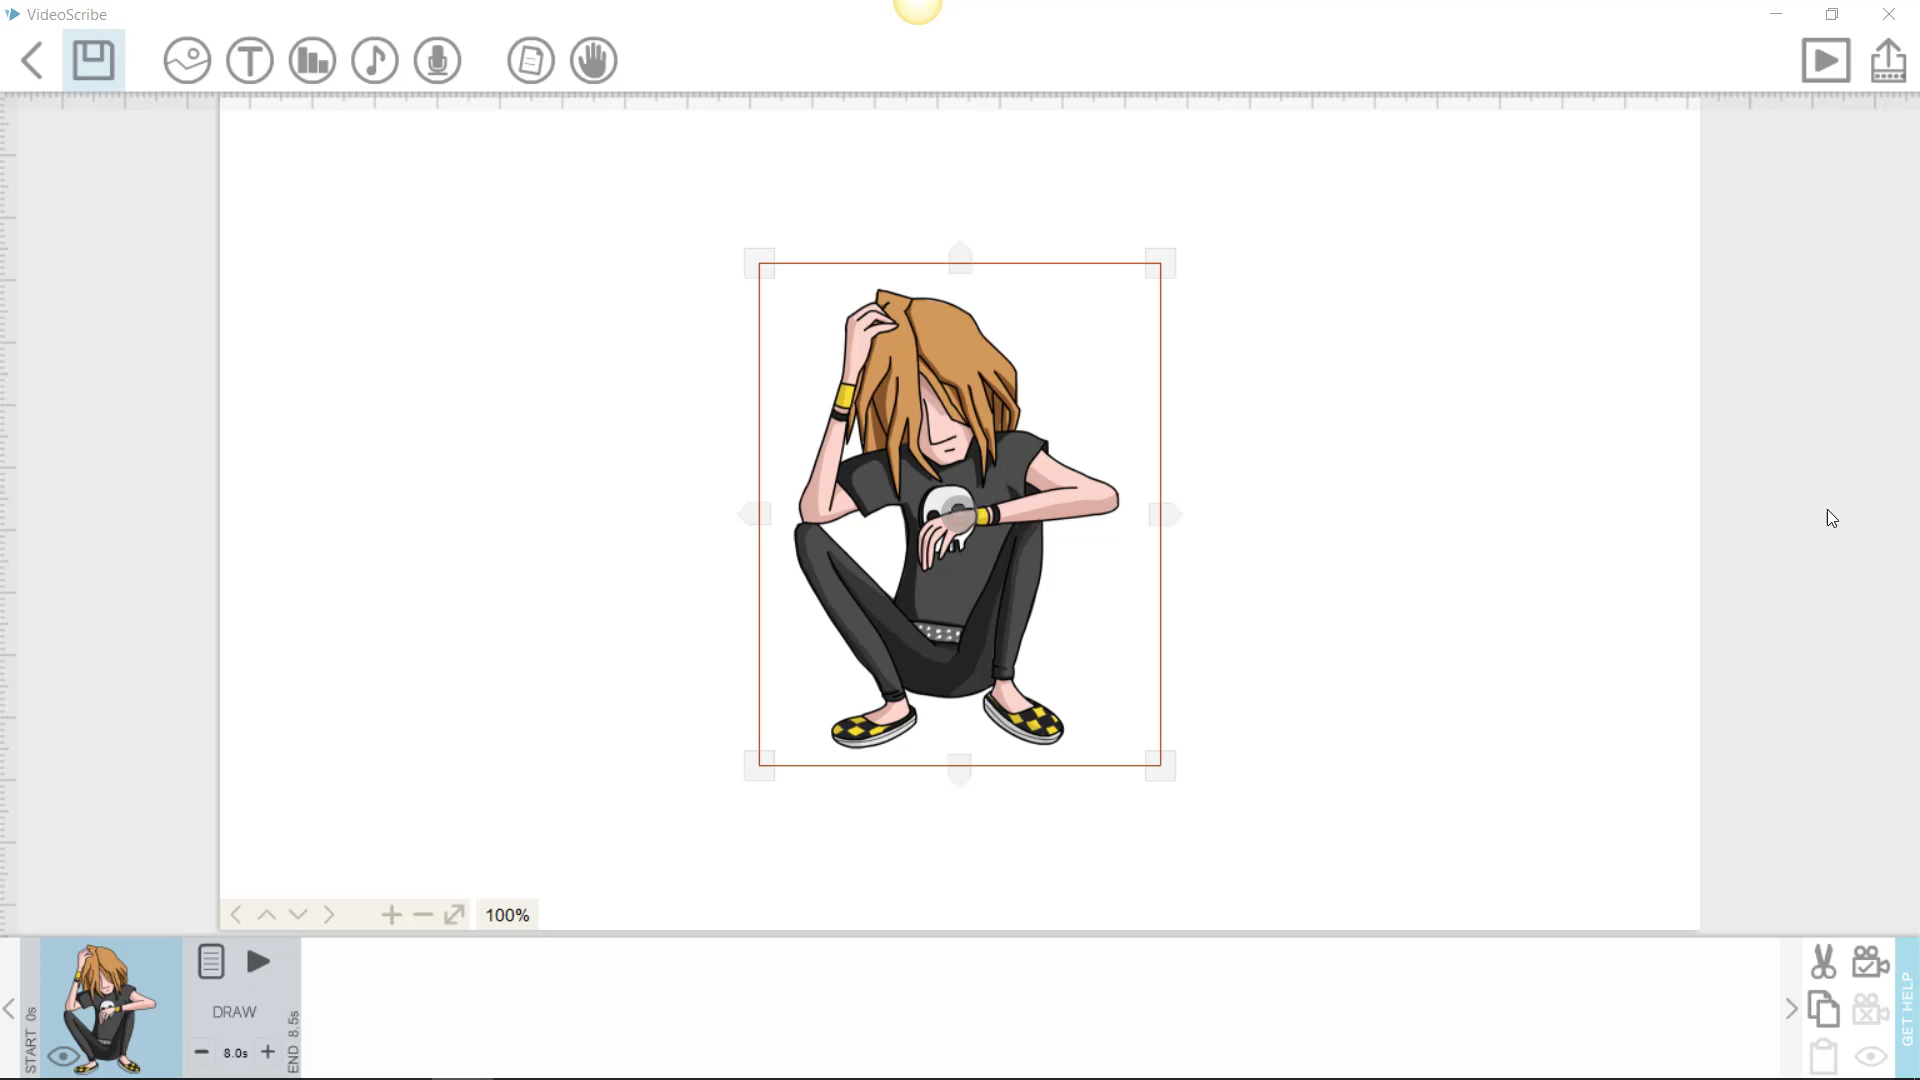 VideoScribe
100%
START 0s
DRAW
8.0s
END 8.5s
GET HELP